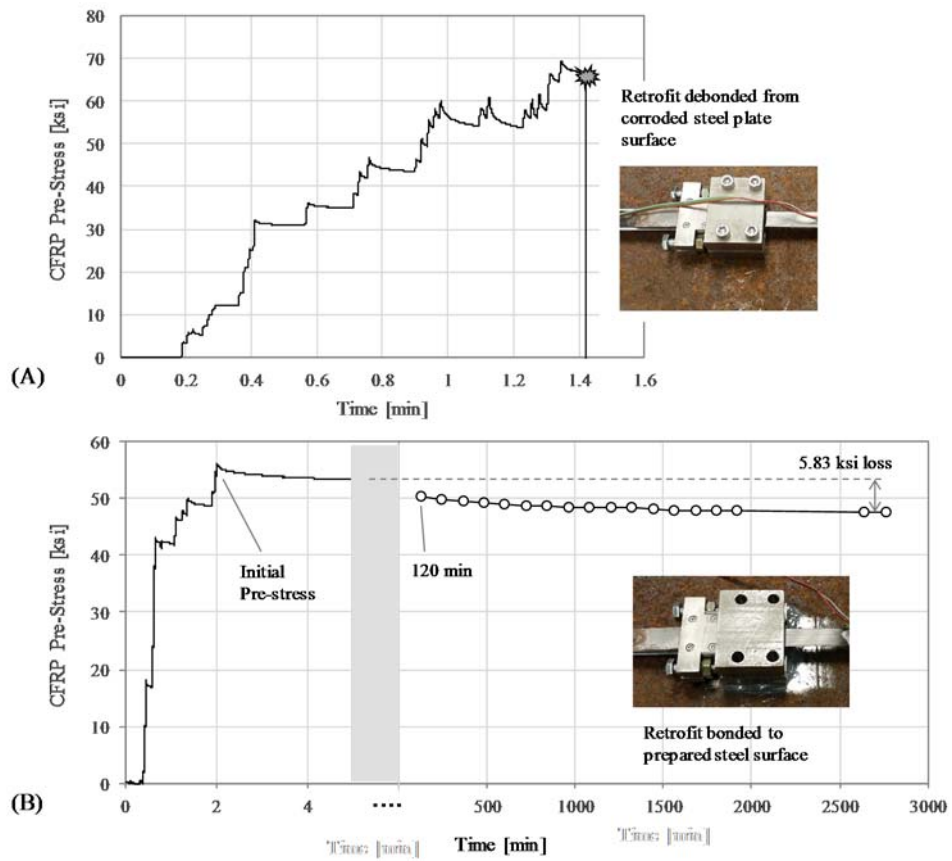 80
70
60
50
40
30
20
10
0
CFRP Pre-Stress [ksi]
Retrofit debonded from
corroded steel plate
surface
(A)
0 0.2 0.4 0.6 0.8 1 1.2 1.4 1.6
Time [min]
60
50
40
30
20
10
0
CFRP Pre-Stress [ksi]
5.83 ksi loss
Initial
Pre-stress
120 min
Retrofit bonded to
prepared steel surface
(B)
0 2 4 .... 500 1000 1500 2000 2500 3000
Time [min] Time [min] Time [min]